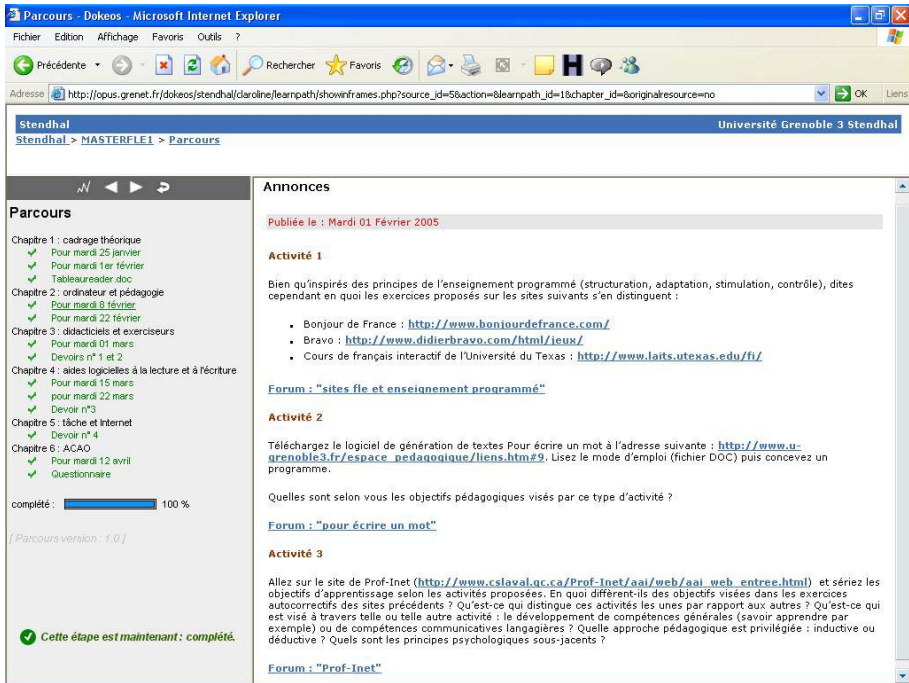 Parcours - Dokeos - Microsoft Internet Explorer
Fichier Edition Affichage Favoris Outils ?
Précédente Rechercher Favoris
Adresse http://opus.grenet.fr/dokeos/stendhal/claroline/learnpath/showinframes.php?source_id=5&action=&learnpath_id=1&chapter_id=&originalresource=no OK Liens
Stendhal Université Grenoble 3 Stendhal
Stendhal > MASTERFLE1 > Parcours
Parcours
Chapitre 1 : cadrage théorique
Pour mardi 25 janvier
Pour mardi 1er février
Tableaureader.doc
Chapitre 2 : ordinateur et pédagogie
Pour mardi 8 février
Pour mardi 22 février
Chapitre 3 : didacticiels et exerciseurs
Pour mardi 01 mars
Devoirs n° 1 et 2
Chapitre 4 : aides logicielles à la lecture et à l'écriture
Pour mardi 15 mars
pour mardi 22 mars
Devoir n°3
Chapitre 5 : tâche et Internet
Devoir n° 4
Chapitre 6 : ACAO
Pour mardi 12 avril
Questionnaire
complété : 100 %
[ Parcours version : 1.0 ]
Cette étape est maintenant : complété.
Annonces
Publiée le : Mardi 01 Février 2005
Activité 1
Bien qu'inspirés des principes de l'enseignement programmé (structuration, adaptation, stimulation, contrôle), dites
cependant en quoi les exercices proposés sur les sites suivants s'en distinguent :
Bonjour de France : http://www.bonjourdefrance.com/
Bravo : http://www.didierbravo.com/html/jeux/
Cours de français interactif de l'Université du Texas : http://www.laits.utexas.edu/fi/
Forum : "sites fle et enseignement programmé"
Activité 2
Téléchargez le logiciel de génération de textes Pour écrire un mot à l'adresse suivante : http://www.u-
grenoble3.fr/espace_pedagogique/liens.htm#9. Lisez le mode d'emploi (fichier DOC) puis concevez un
programme.
Quelles sont selon vous les objectifs pédagogiques visés par ce type d'activité ?
Forum : "pour écrire un mot"
Activité 3
Allez sur le site de Prof-Inet (http://www.cslaval.qc.ca/Prof-Inet/aai/web/aai_web_entree.html) et sériez les
objectifs d'apprentissage selon les activités proposées. En quoi diffèrent-ils des objectifs visées dans les exercices
autocorrectifs des sites précédents ? Qu'est-ce qui distingue ces activités les unes par rapport aux autres ? Qu'est-ce qui
est visé à travers telle ou telle autre activité : le développement de compétences générales (savoir apprendre par
exemple) ou de compétences communicatives langagières ? Quelle approche pédagogique est privilégiée : inductive ou
déductive ? Quels sont les principes psychologiques sous-jacents ?
Forum : "Prof-Inet"